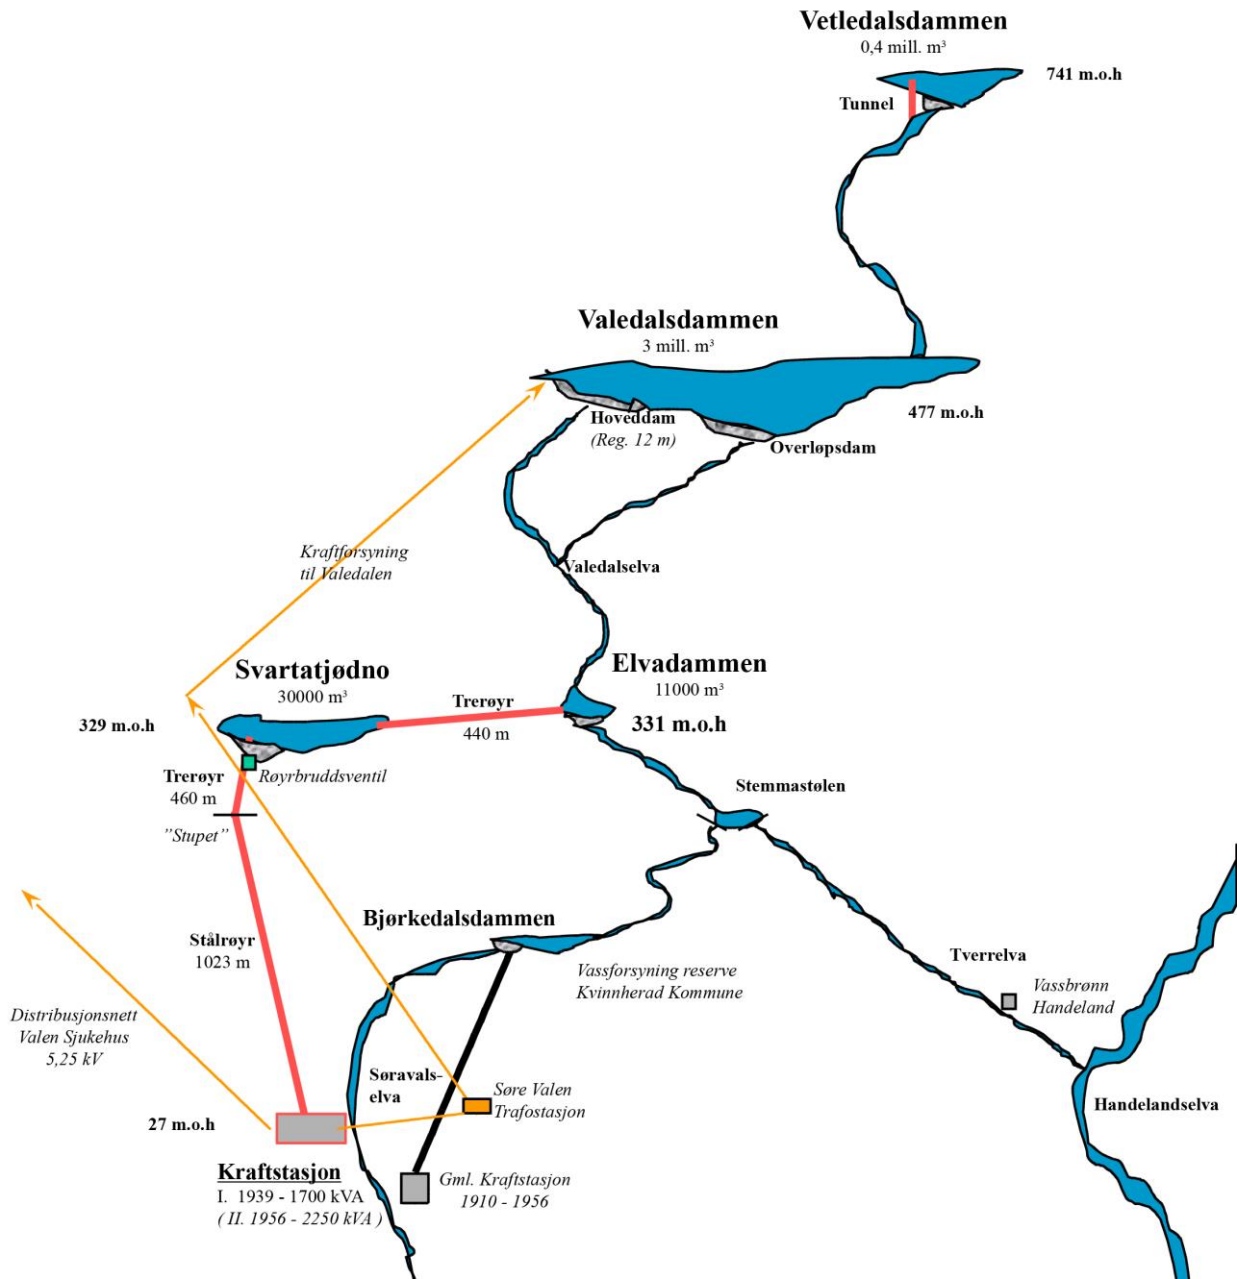 Vetledalsdammen
0,4 mill. m³
741 m.o.h
Tunnel
Valedalsdammen
3 mill. m³
477 m.o.h
Hoveddam
(Reg. 12 m)
Overløpsdam
Kraftforsyning
til Valedalen
Valedalselva
Svartatjødno
30000 m³
Elvadammen
11000 m³
Trerøyr
440 m
331 m.o.h
329 m.o.h
Trerøyr
460 m
Røyrbruddsventil
”Stupet”
Stemmastølen
Bjørkedalsdammen
Stålrøyr
1023 m
Vassforsyning reserve
Kvinnherad Kommune
Tverrelva
Vassbrønn
Handeland
Distribusjonsnett
Valen Sjukehus
5,25 kV
Søravals-
elva
Søre Valen
Trafostasjon
27 m.o.h
Handelandselva
Kraftstasjon
I. 1939 - 1700 kVA
( II. 1956 - 2250 kVA )
Gml. Kraftstasjon
1910 - 1956